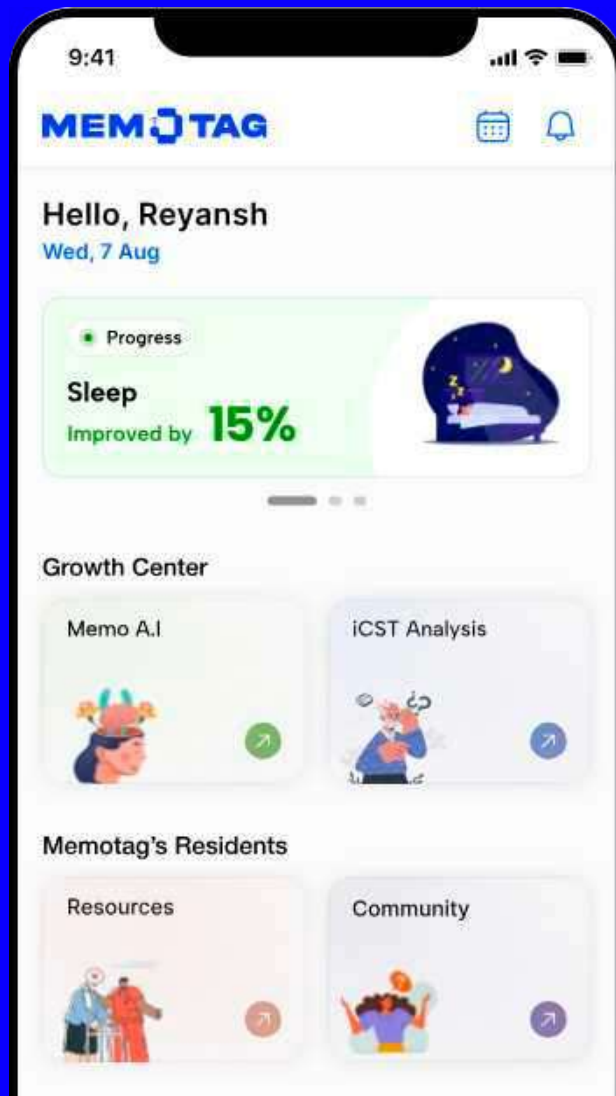 9:41
MEMOTAG
Hello, Reyansh
Wed, 7 Aug
Progress
Sleep
Improved by 15%
Growth Center
Memo A.I
iCST Analysis
Memotag's Residents
Resources
Community